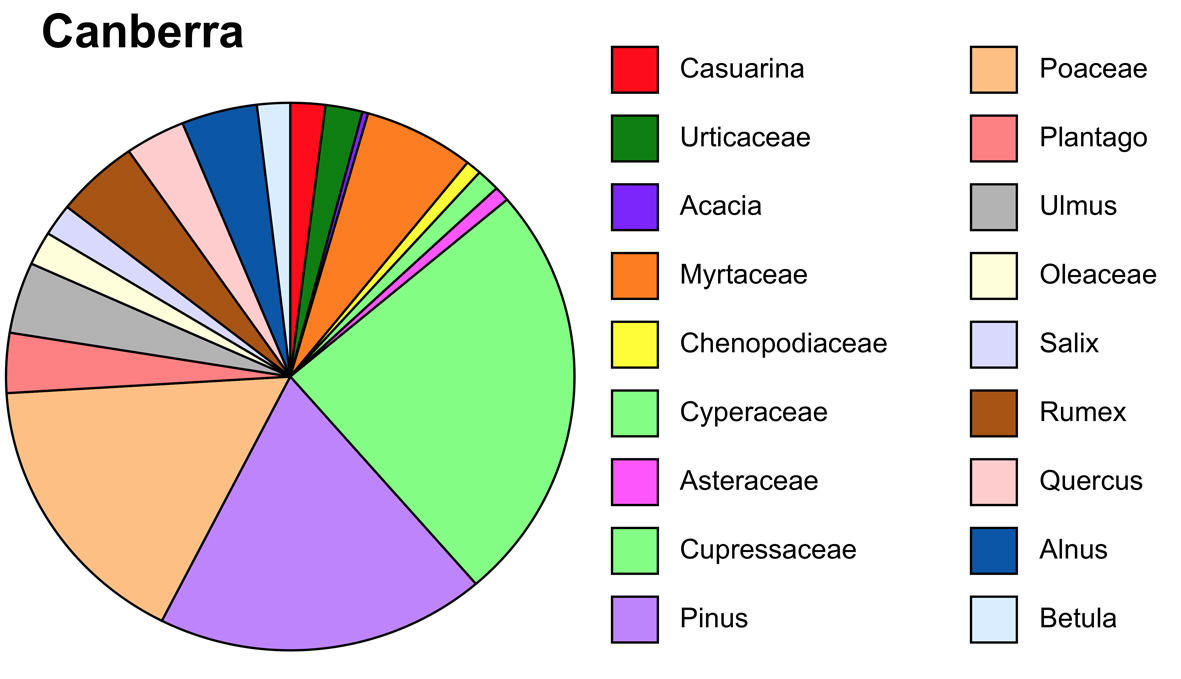 Canberra
Casuarina
Urticaceae
Acacia
Myrtaceae
Chenopodiaceae
Cyperaceae
Asteraceae
Cupressaceae
Pinus
Poaceae
Plantago
Ulmus
Oleaceae
Salix
Rumex
Quercus
Alnus
Betula